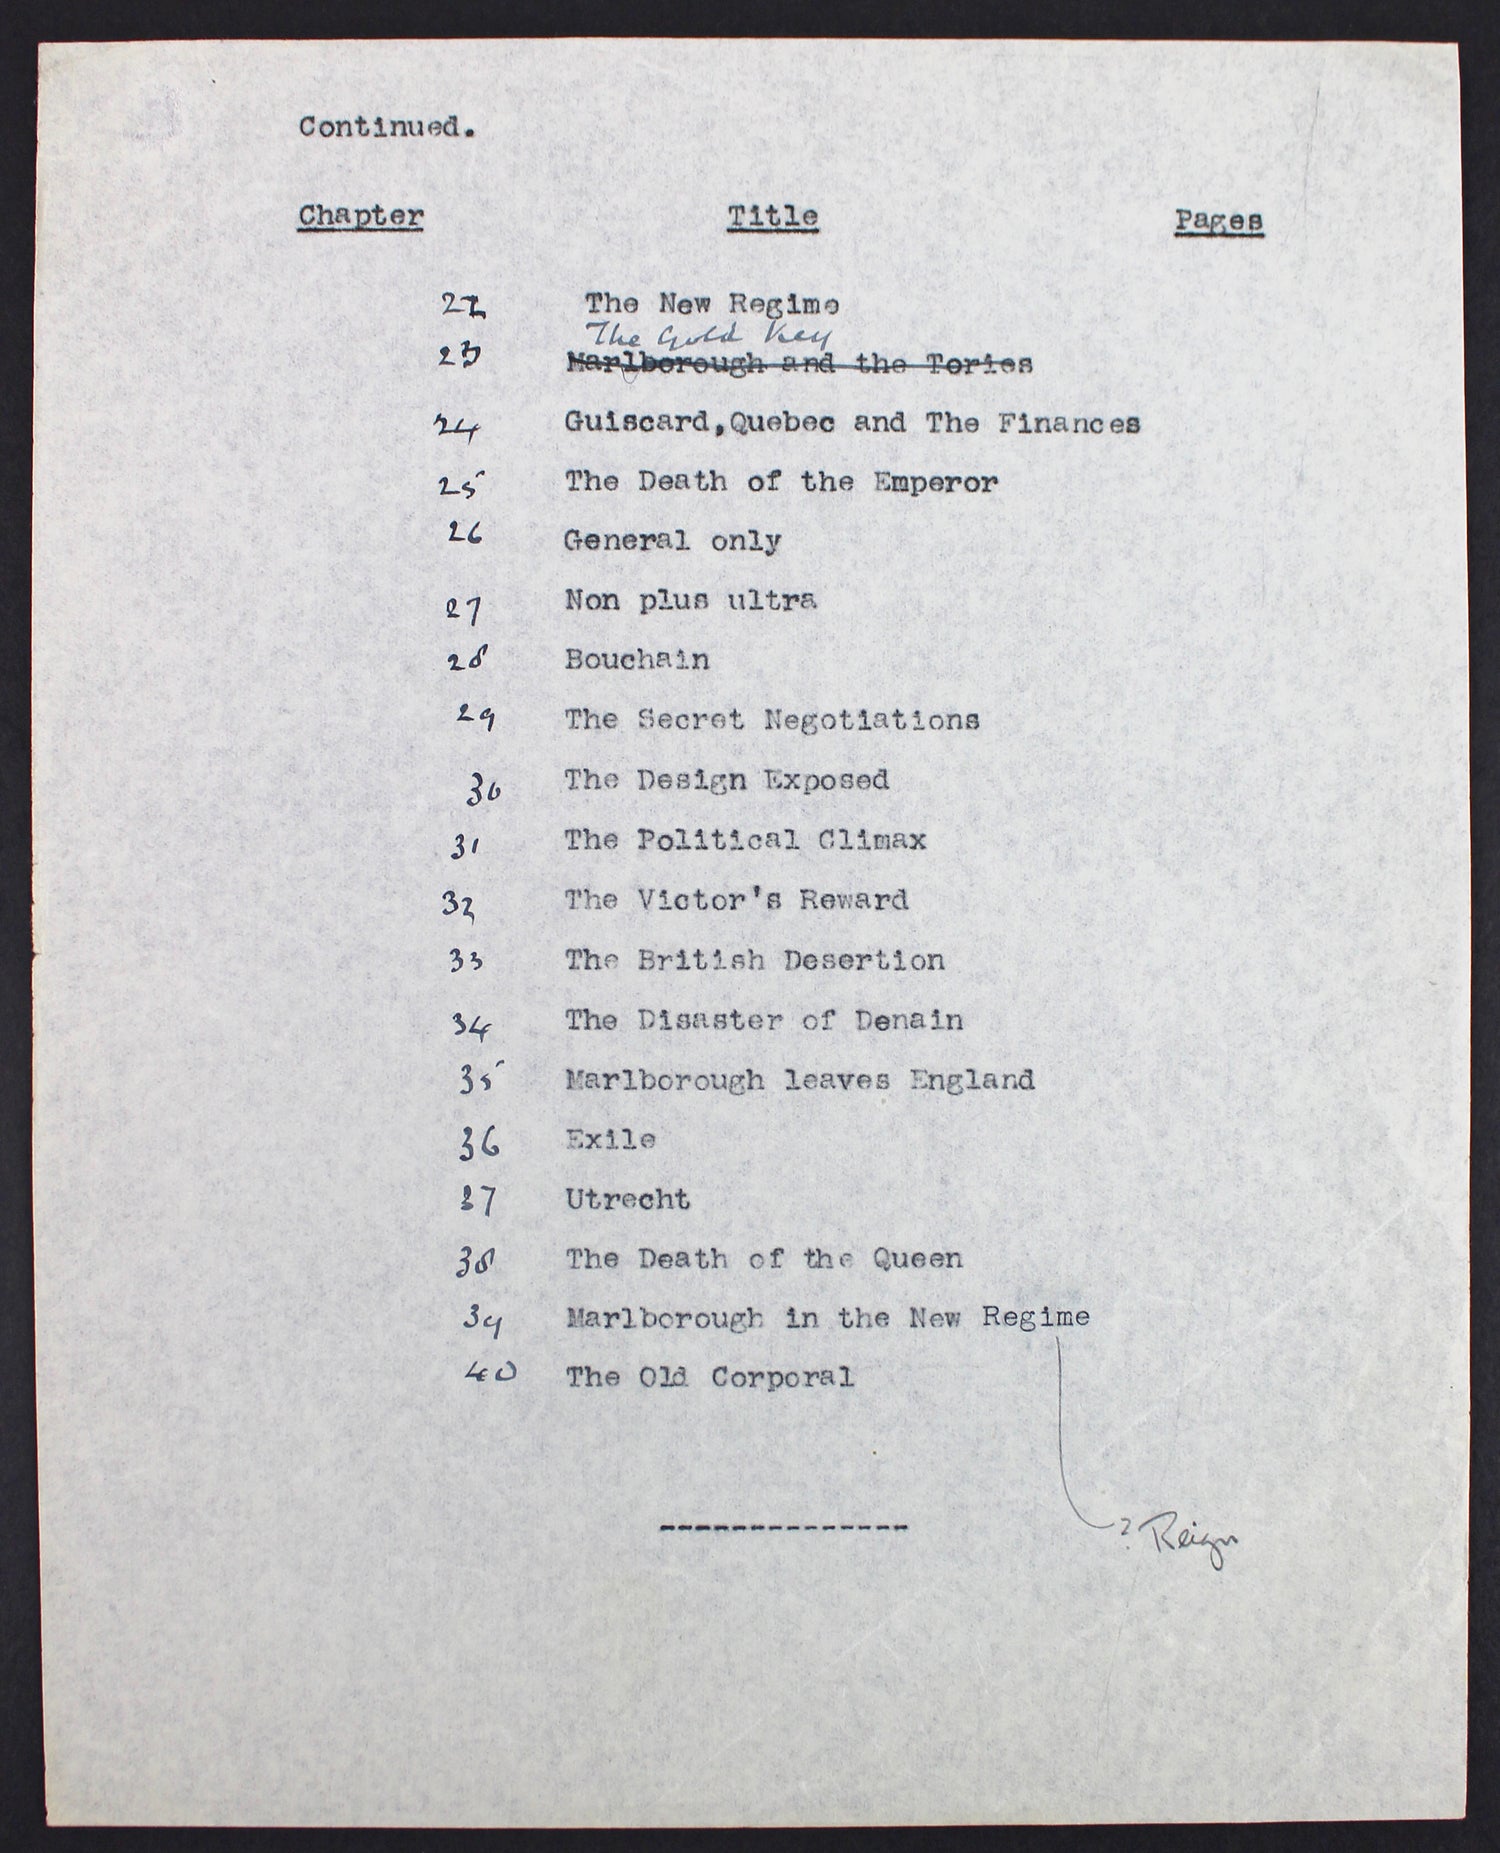 Continued.
Chapter Title Pages
22 The New Regime
The Gold Key
23 Marlborough and the Tories
24 Guiscard,Quebec and The Finances
25 The Death of the Emperor
26 General only
27 Non plus ultra
28 Bouchain
29 The Secret Negotiations
30 The Design Exposed
31 The Political Climax
32 The Victor's Reward
33 The British Desertion
34 The Disaster of Denain
35 Marlborough leaves England
36 Exile
37 Utrecht
38 The Death of the Queen
39 Marlborough in the New Regime
40 The Old Corporal
--------------
? Reign